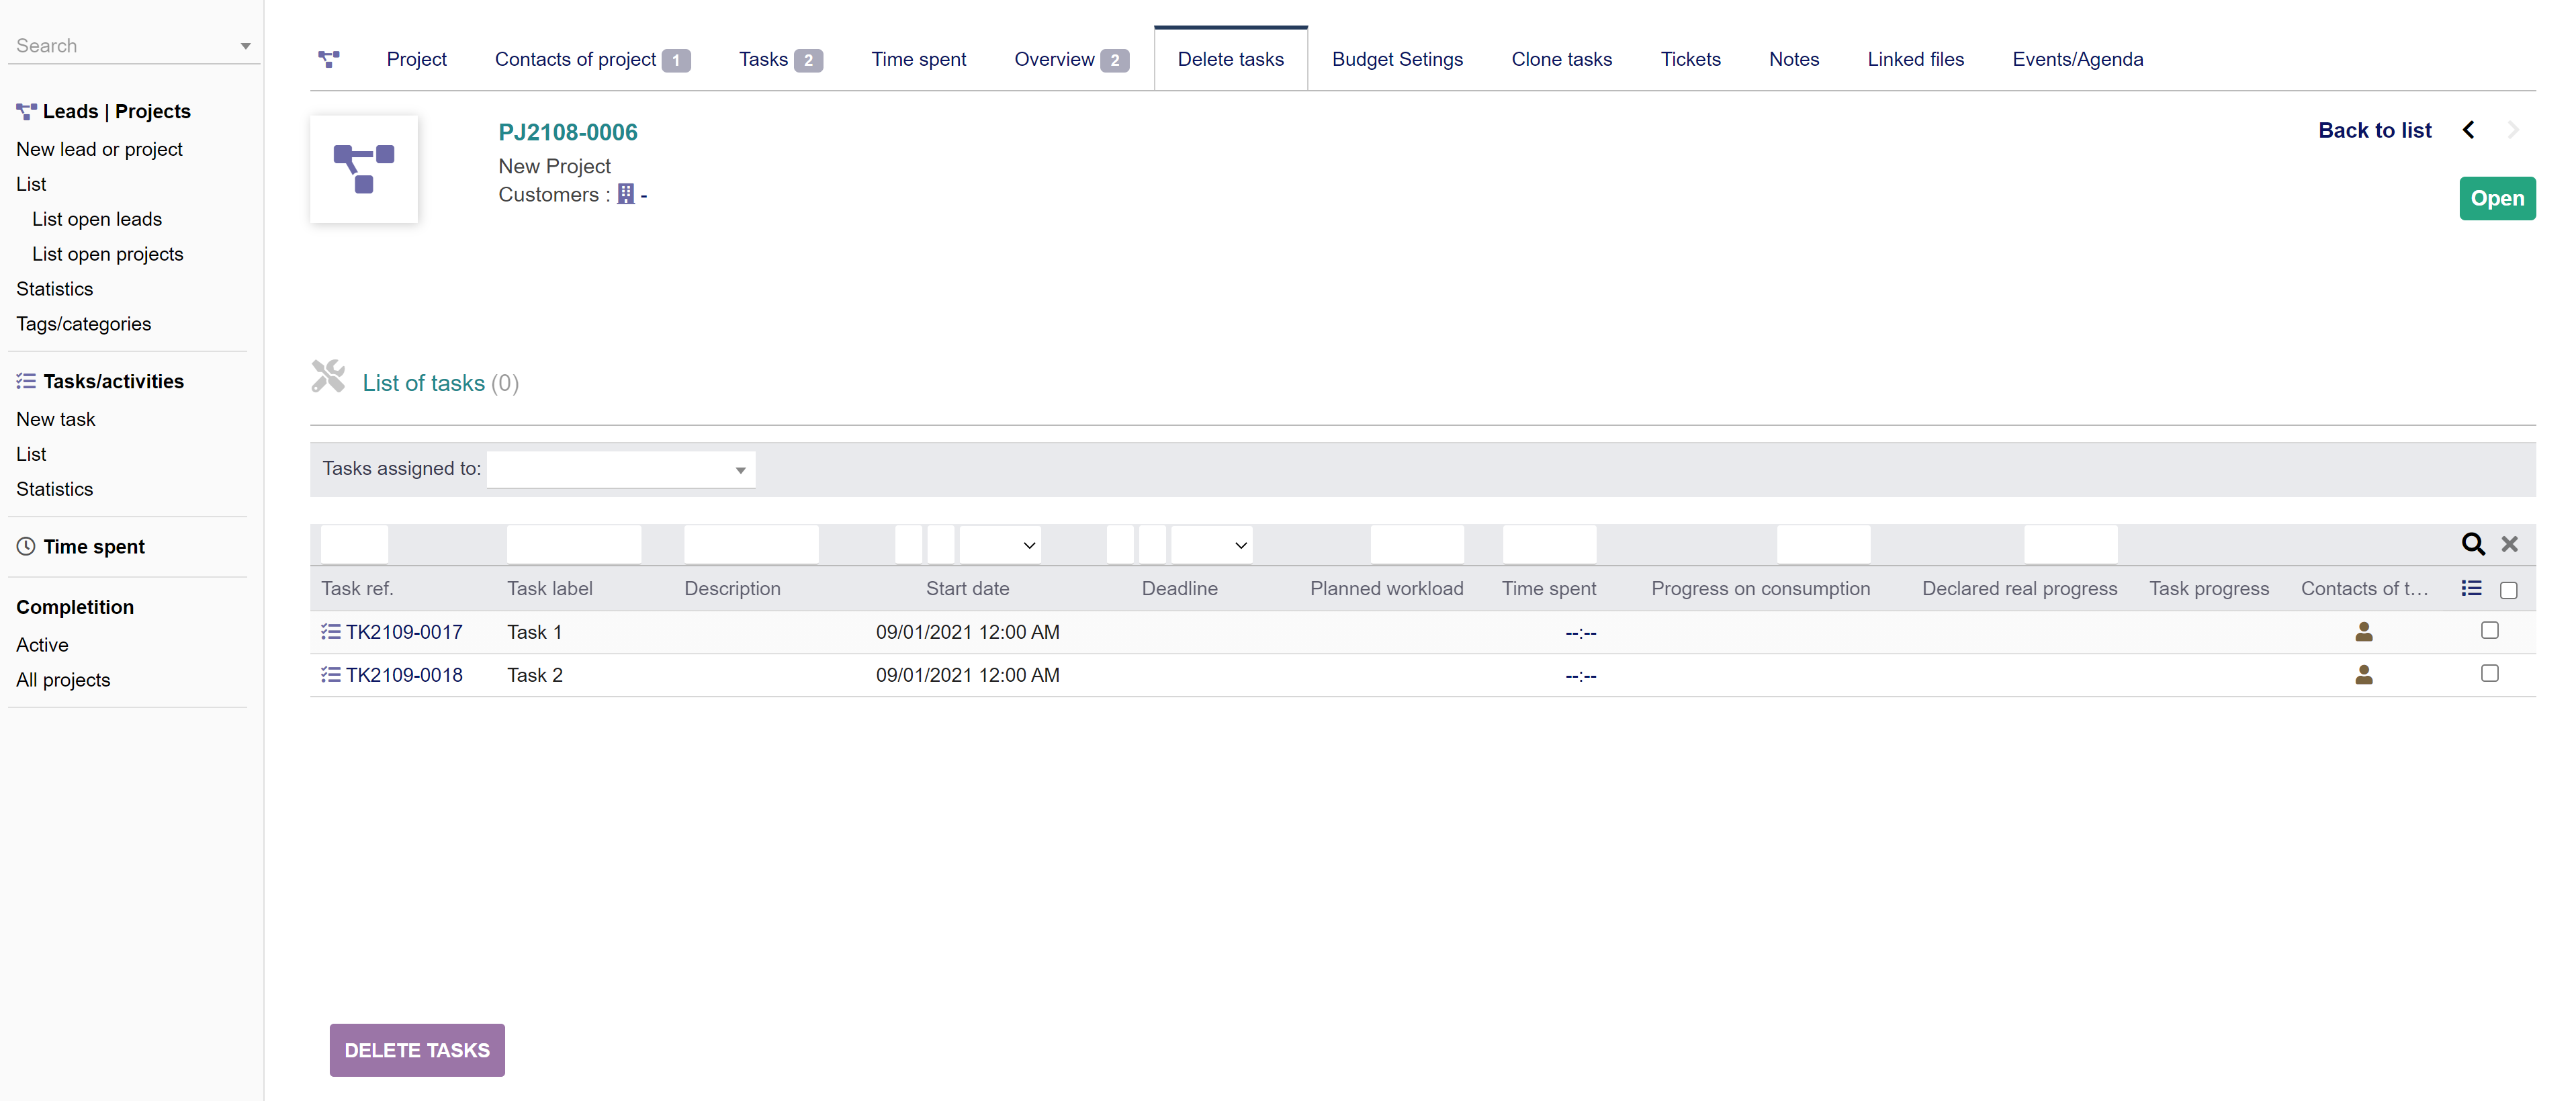 Search
Leads | Projects
New lead or project
List
List open leads
List open projects
Statistics
Tags/categories
Tasks/activities
New task
List
Statistics
Time spent
Completition
Active
All projects
Project Contacts of project 1 Tasks 2 Time spent Overview 2 Delete tasks Budget Setings Clone tasks Tickets Notes Linked files Events/Agenda
PJ2108-0006
New Project
Customers : -
Back to list
Open
List of tasks (0)
Tasks assigned to:
Task ref. Task label Description Start date Deadline Planned workload Time spent Progress on consumption Declared real progress Task progress Contacts of t...
TK2109-0017 Task 1 09/01/2021 12:00 AM --:--
TK2109-0018 Task 2 09/01/2021 12:00 AM --:--
DELETE TASKS